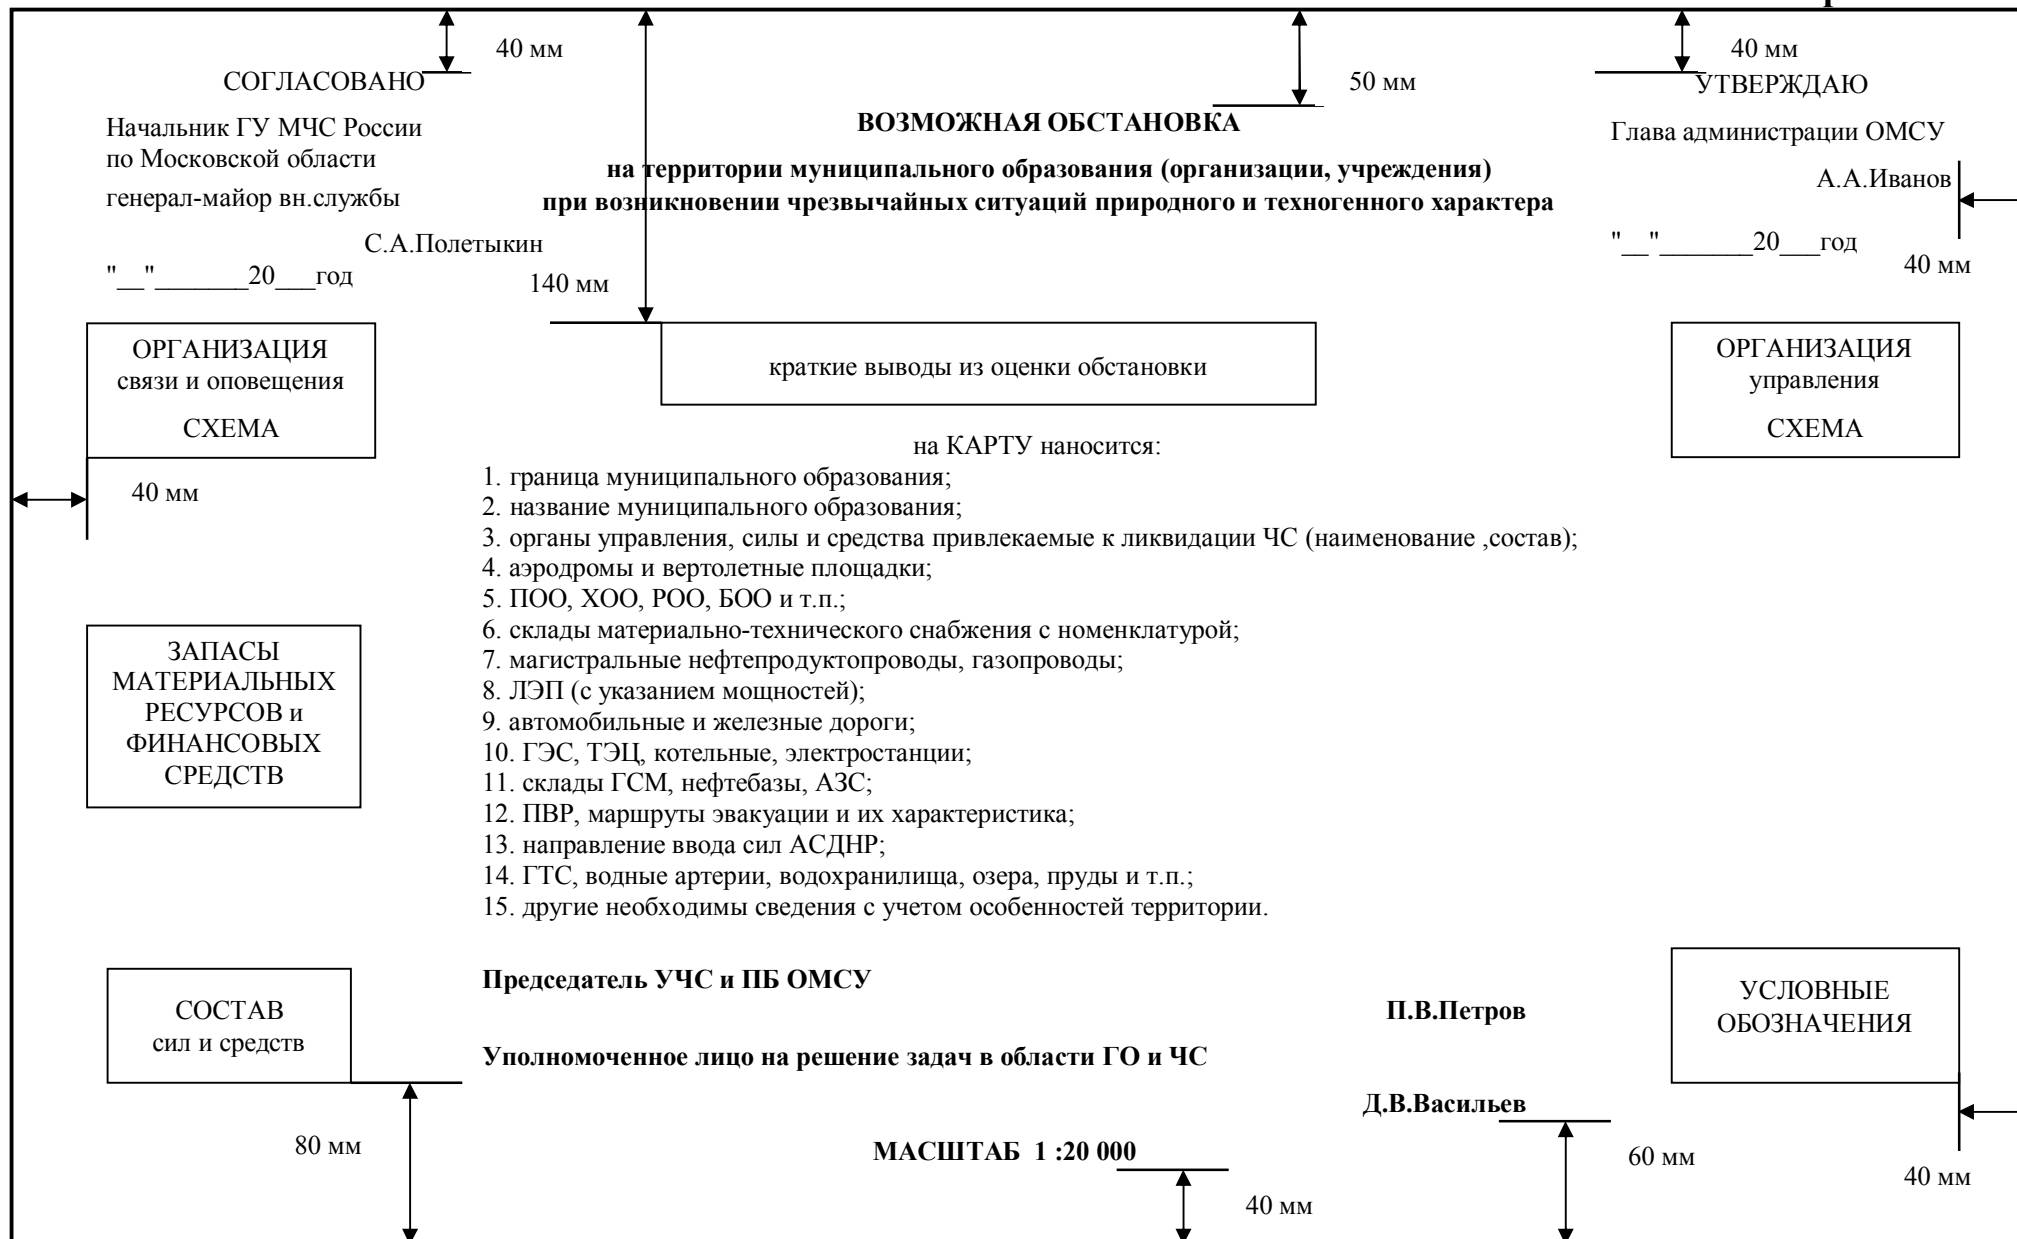 40 мм
40 мм
СОГЛАСОВАНО
50 мм
УТВЕРЖДАЮ
Начальник ГУ МЧС России
по Московской области
генерал-майор вн.службы
С.А.Полетыкин
"__"_______20___год
ВОЗМОЖНАЯ ОБСТАНОВКА
на территории муниципального образования (организации, учреждения)
при возникновении чрезвычайных ситуаций природного и техногенного характера
Глава администрации ОМСУ
А.А.Иванов
"__"_______20___год
40 мм
140 мм
ОРГАНИЗАЦИЯ
связи и оповещения
СХЕМА
краткие выводы из оценки обстановки
ОРГАНИЗАЦИЯ
управления
СХЕМА
40 мм
на КАРТУ наносится:
1. граница муниципального образования;
2. название муниципального образования;
3. органы управления, силы и средства привлекаемые к ликвидации ЧС (наименование ,состав);
4. аэродромы и вертолетные площадки;
5. ПОО, ХОО, РОО, БОО и т.п.;
6. склады материально-технического снабжения с номенклатурой;
7. магистральные нефтепродуктопроводы, газопроводы;
8. ЛЭП (с указанием мощностей);
9. автомобильные и железные дороги;
10. ГЭС, ТЭЦ, котельные, электростанции;
11. склады ГСМ, нефтебазы, АЗС;
12. ПВР, маршруты эвакуации и их характеристика;
13. направление ввода сил АСДНР;
14. ГТС, водные артерии, водохранилища, озера, пруды и т.п.;
15. другие необходимы сведения с учетом особенностей территории.
ЗАПАСЫ
МАТЕРИАЛЬНЫХ
РЕСУРСОВ и
ФИНАНСОВЫХ
СРЕДСТВ
СОСТАВ
сил и средств
Председатель УЧС и ПБ ОМСУ
П.В.Петров
Уполномоченное лицо на решение задач в области ГО и ЧС
Д.В.Васильев
УСЛОВНЫЕ
ОБОЗНАЧЕНИЯ
80 мм
МАСШТАБ 1 :20 000
40 мм
60 мм
40 мм